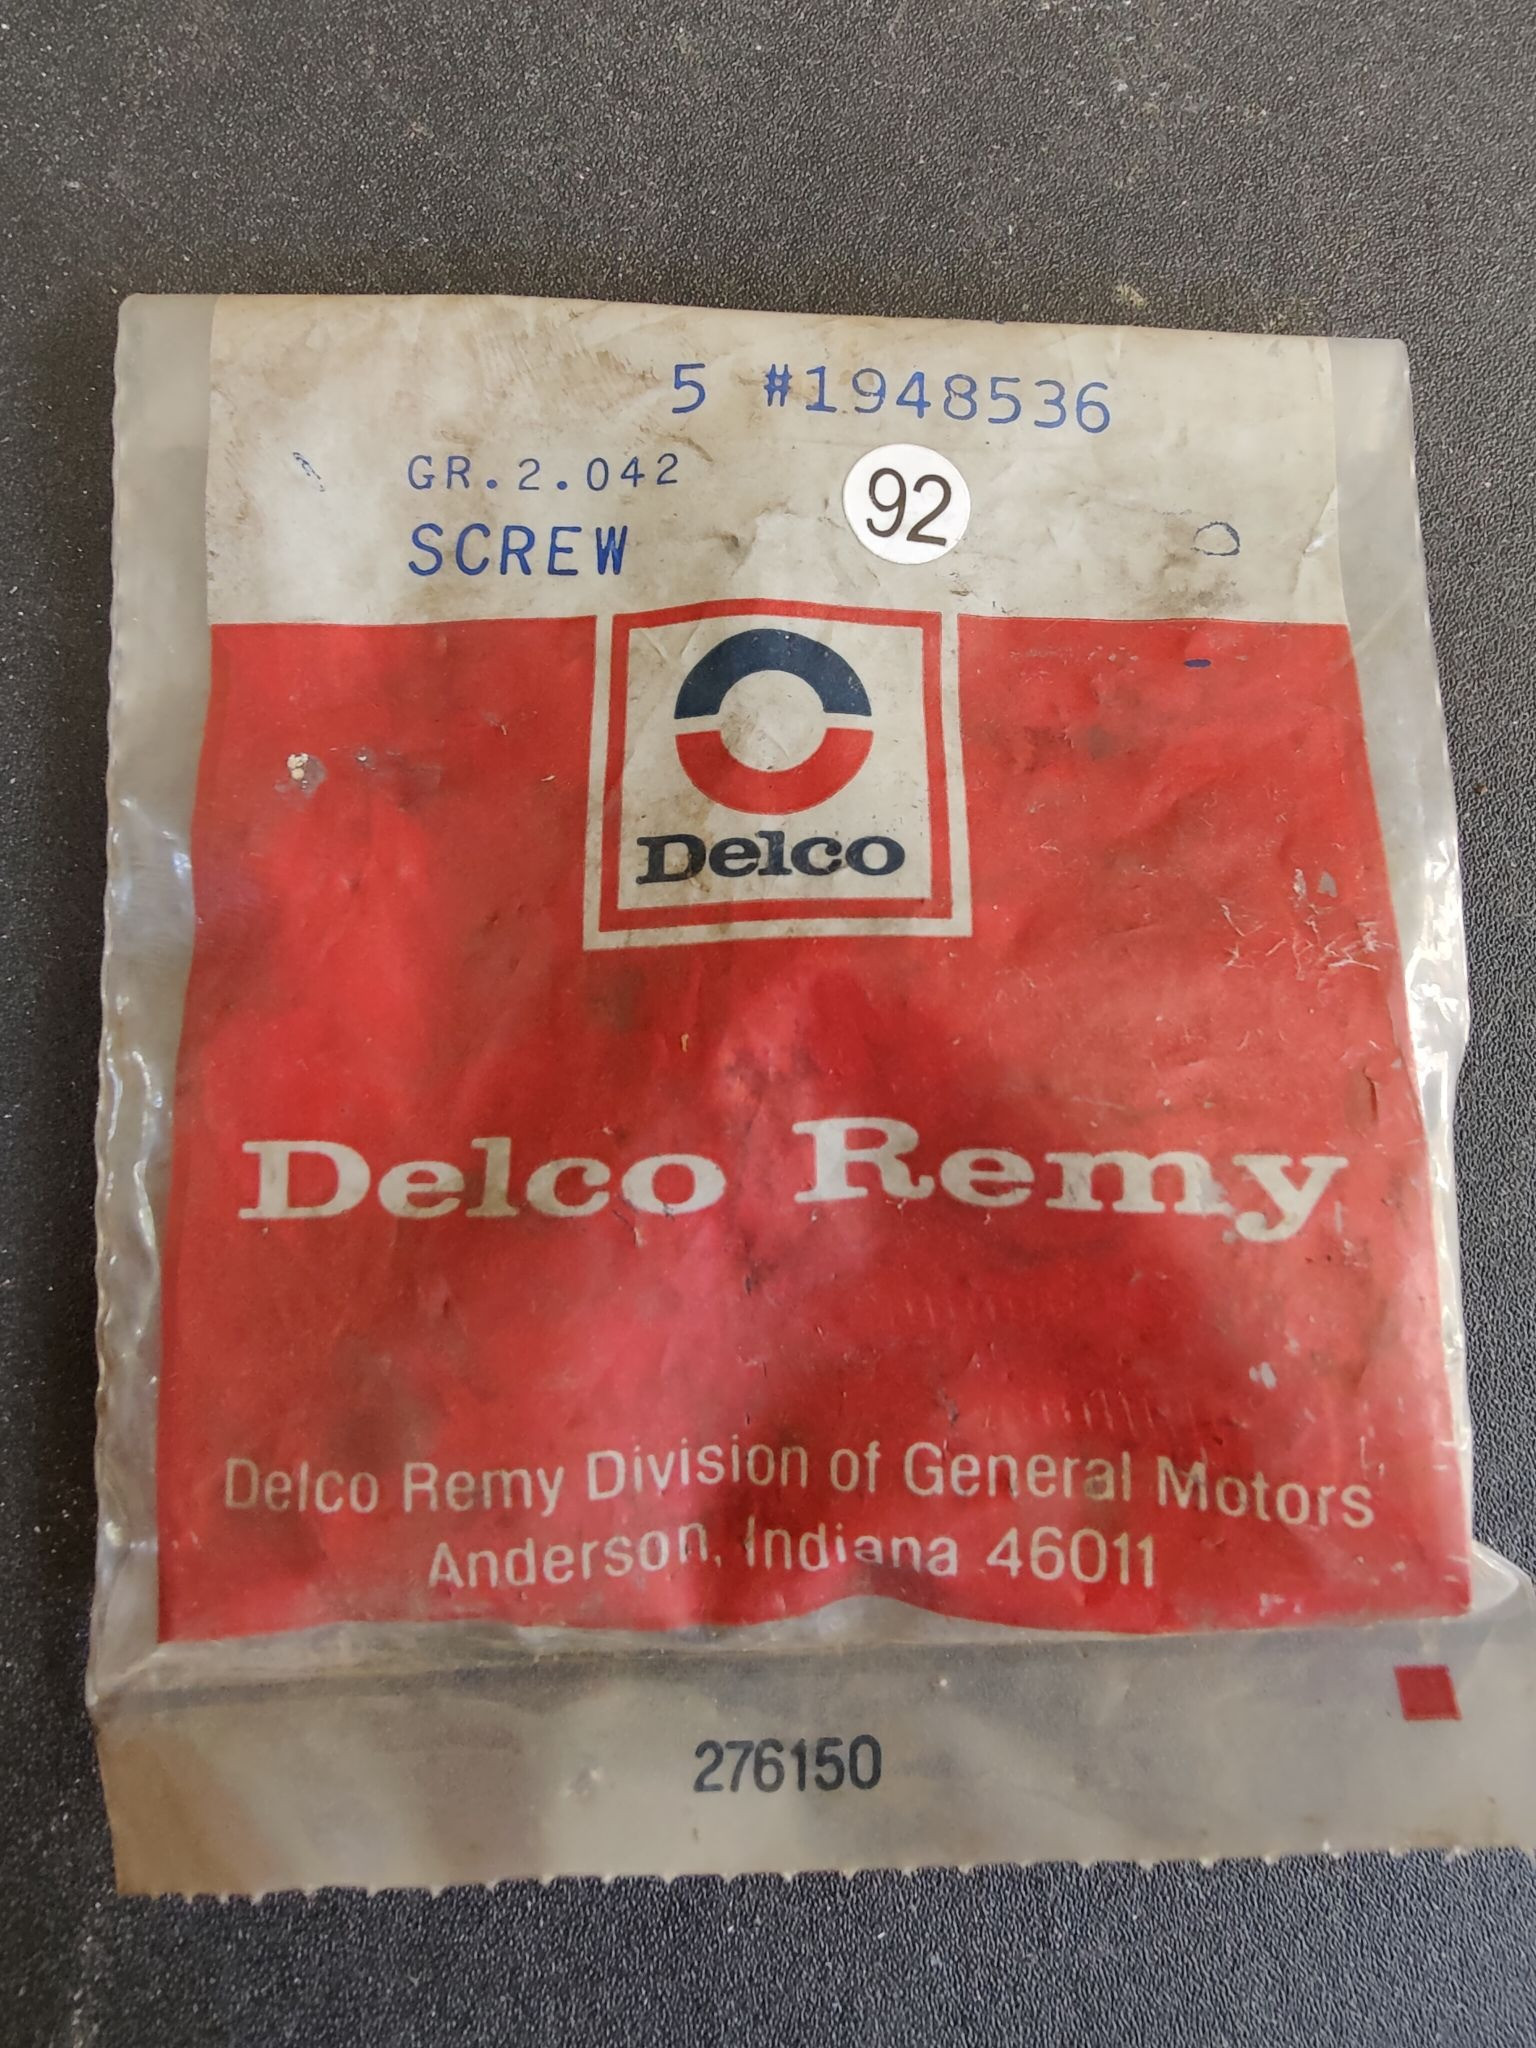 5 #1948536
GR.2.042
92
SCREW
Delco
Delco Remy
Delco Remy Division of General Motors
Anderson, Indiana 46011
276150